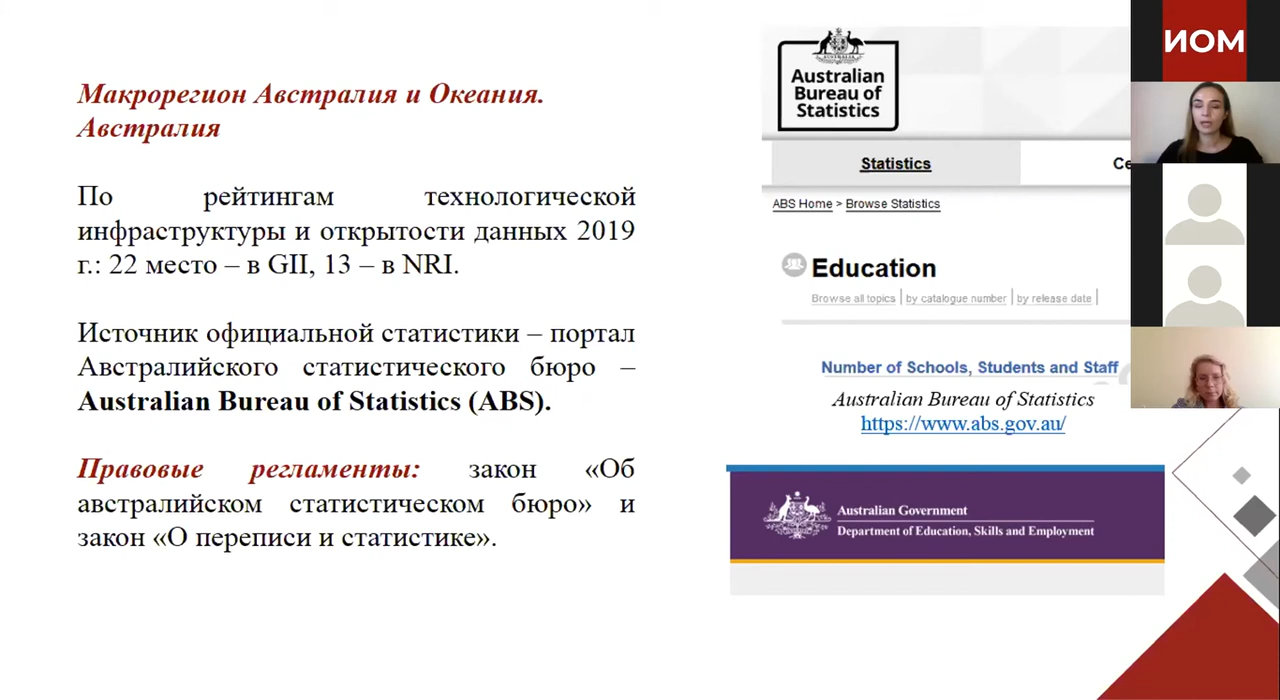 Макрорегион Австралия и Океания.
Австралия
По рейтингам технологической
инфраструктуры и открытости данных 2019
г.: 22 место – в GII, 13 – в NRI.
Источник официальной статистики – портал
Австралийского статистического бюро –
Australian Bureau of Statistics (ABS).
Правовые регламенты: закон «Об
австралийском статистическом бюро» и
закон «О переписи и статистике».
Australian
Bureau of
Statistics
Statistics
Ce
ABS Home > Browse Statistics
Education
Browse all topics | by catalogue number | by release date |
Number of Schools, Students and Staff
Australian Bureau of Statistics
https://www.abs.gov.au/
Australian Government
Department of Education, Skills and Employment
ИОМ